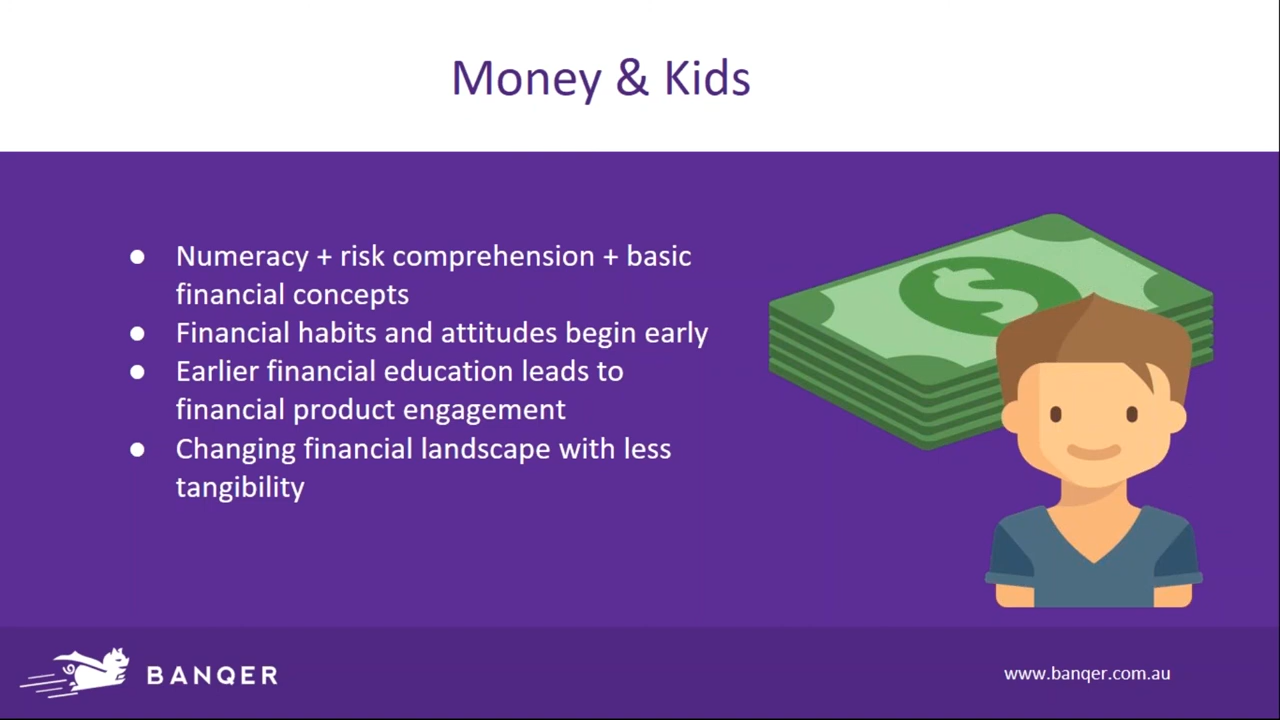 Money & Kids
● Numeracy + risk comprehension + basic
financial concepts
● Financial habits and attitudes begin early
● Earlier financial education leads to
financial product engagement
● Changing financial landscape with less
tangibility
$
BANQER
www.banqer.com.au